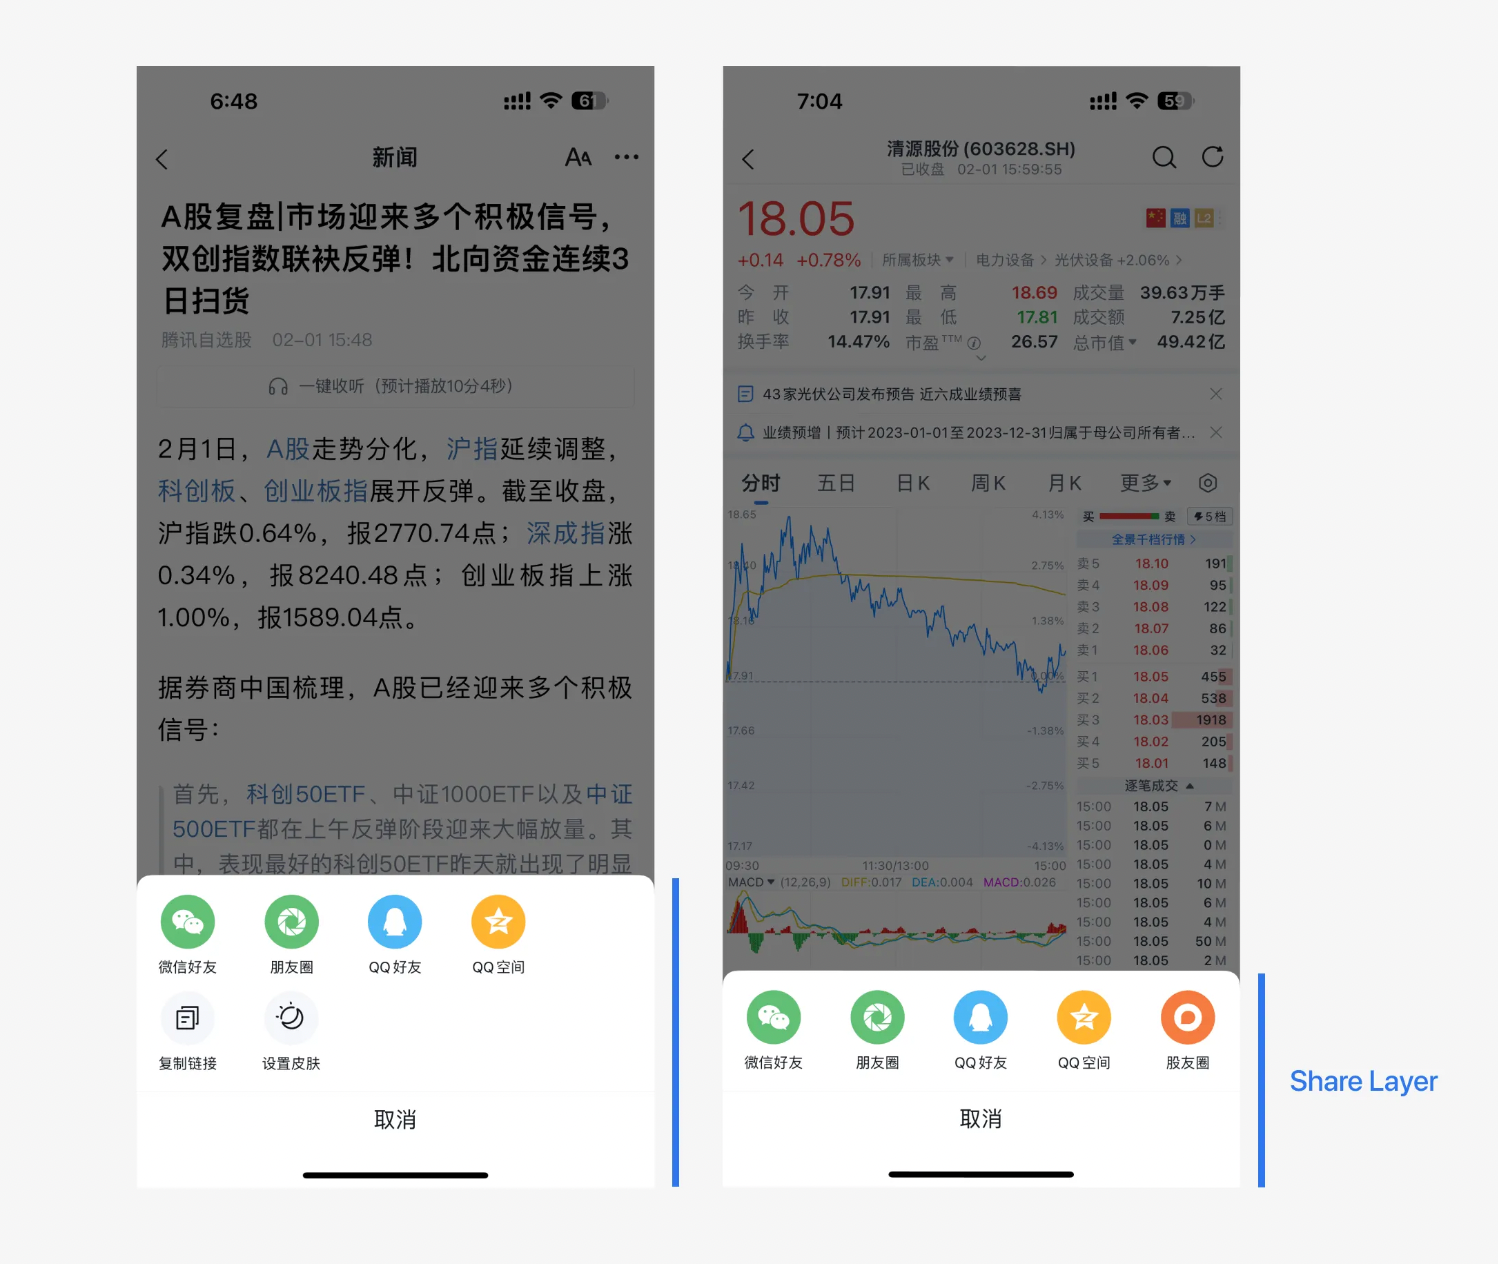 6:48
61
新闻
AA
A股复盘|市场迎来多个积极信号，
双创指数联袂反弹！北向资金连续3
日扫货
腾讯自选股 02-01 15:48
一键收听（预计播放10分4秒）
2月1日，A股走势分化，沪指延续调整，
科创板、创业板指展开反弹。截至收盘，
沪指跌0.64%，报2770.74点；深成指涨
0.34%，报8240.48点；创业板指上涨
1.00%，报1589.04点。
据券商中国梳理，A股已经迎来多个积极
信号：
首先，科创50ETF、中证1000ETF以及中证
500ETF都在上午反弹阶段迎来大幅放量。其
中，表现最好的科创50ETF昨天就出现了明显
微信好友 朋友圈 QQ好友 QQ空间
复制链接 设置皮肤
取消
7:04
59
清源股份 (603628.SH)
已收盘 02-01 15:59:55
18.05
融 L2
+0.14 +0.78% 所属板块 电力设备 光伏设备 +2.06%
今开 17.91 最高 18.69 成交量 39.63万手
昨收 17.91 最低 17.81 成交额 7.25亿
换手率 14.47% 市盈TTM 26.57 总市值 49.42亿
43家光伏公司发布预告 近六成业绩预喜
业绩预增丨预计2023-01-01至2023-12-31归属于母公司所有者...
分时 五日 日K 周K 月K 更多
18.65 4.13%
18.40 2.75%
18.16 1.38%
17.91 0.00%
17.66 -1.38%
17.42 -2.75%
17.17 -4.13%
09:30 11:30/13:00 15:00
MACD (12,26,9) DIFF:0.017 DEA:0.004 MACD:0.026
买 卖 5档
全景千档行情
卖5 18.10 191
卖4 18.09 95
卖3 18.08 122
卖2 18.07 86
卖1 18.06 32
买1 18.05 455
买2 18.04 538
买3 18.03 1918
买4 18.02 205
买5 18.01 148
逐笔成交
15:00 18.05 7 M
15:00 18.05 6 M
15:00 18.05 0 M
15:00 18.05 4 M
15:00 18.05 10 M
15:00 18.05 6 M
15:00 18.05 4 M
15:00 18.05 50 M
15:00 18.05 2 M
微信好友 朋友圈 QQ好友 QQ空间 股友圈
取消
Share Layer